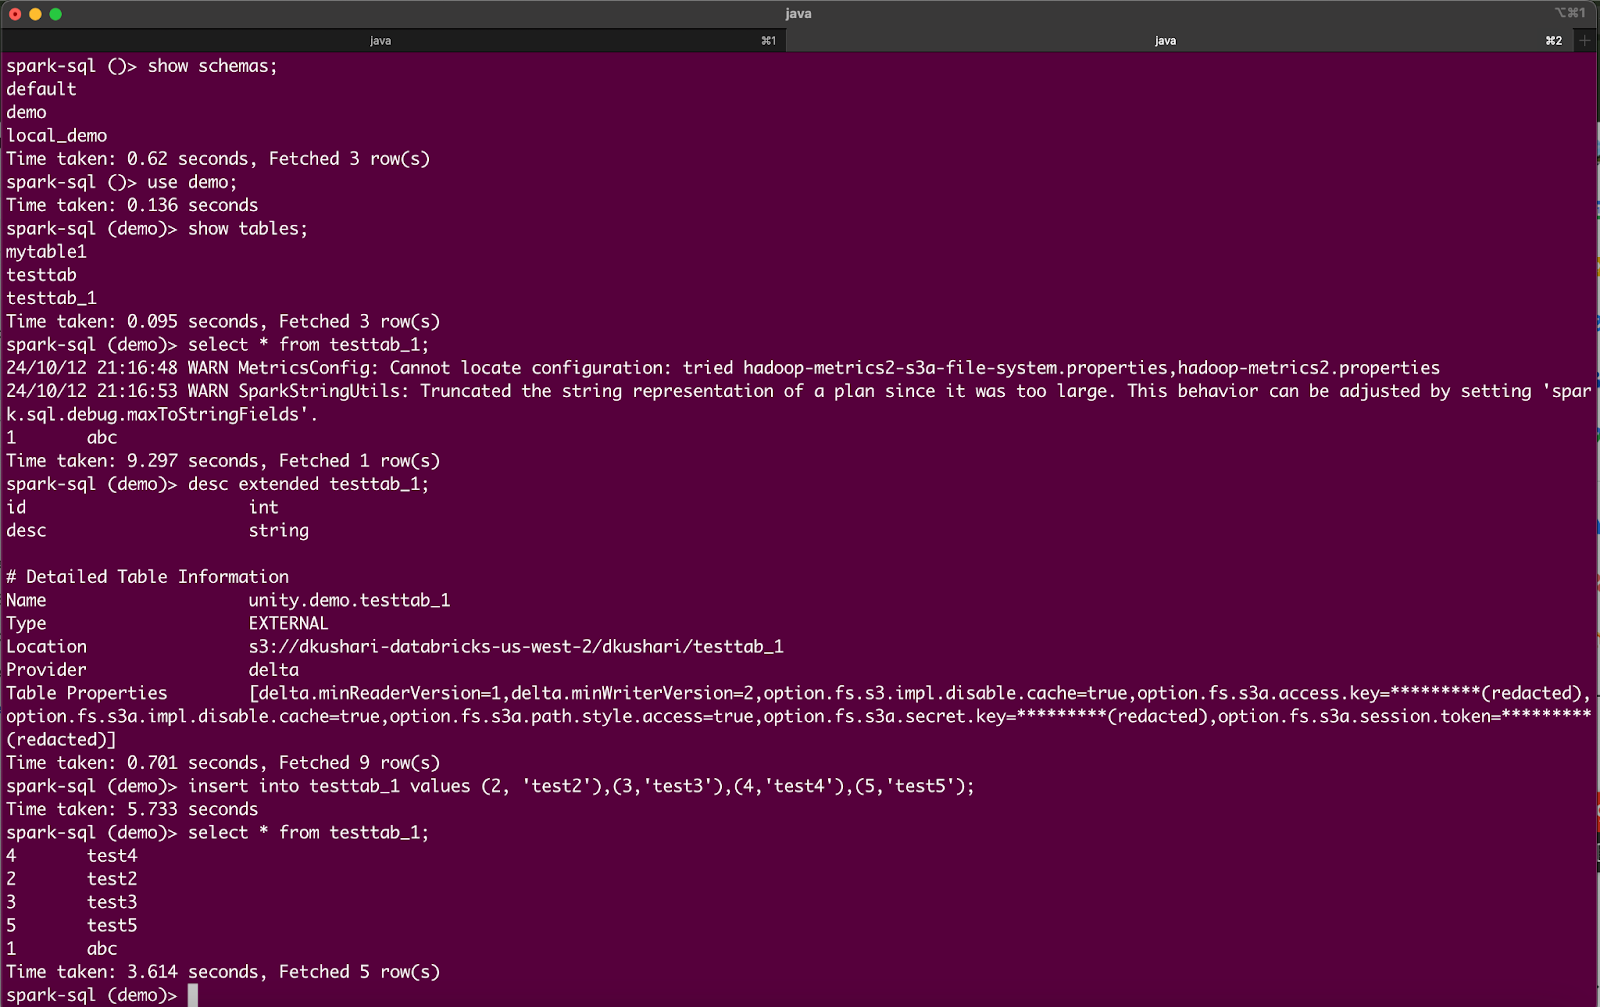 java
⌥⌘1
java ⌘1 java ⌘2 +
spark-sql ()> show schemas;
default
demo
local_demo
Time taken: 0.62 seconds, Fetched 3 row(s)
spark-sql ()> use demo;
Time taken: 0.136 seconds
spark-sql (demo)> show tables;
mytable1
testtab
testtab_1
Time taken: 0.095 seconds, Fetched 3 row(s)
spark-sql (demo)> select * from testtab_1;
24/10/12 21:16:48 WARN MetricsConfig: Cannot locate configuration: tried hadoop-metrics2-s3a-file-system.properties,hadoop-metrics2.properties
24/10/12 21:16:53 WARN SparkStringUtils: Truncated the string representation of a plan since it was too large. This behavior can be adjusted by setting 'spar
k.sql.debug.maxToStringFields'.
1 abc
Time taken: 9.297 seconds, Fetched 1 row(s)
spark-sql (demo)> desc extended testtab_1;
id int
desc string
# Detailed Table Information
Name unity.demo.testtab_1
Type EXTERNAL
Location s3://dkushari-databricks-us-west-2/dkushari/testtab_1
Provider delta
Table Properties [delta.minReaderVersion=1,delta.minWriterVersion=2,option.fs.s3.impl.disable.cache=true,option.fs.s3a.access.key=*********(redacted),
option.fs.s3a.impl.disable.cache=true,option.fs.s3a.path.style.access=true,option.fs.s3a.secret.key=*********(redacted),option.fs.s3a.session.token=*********
(redacted)]
Time taken: 0.701 seconds, Fetched 9 row(s)
spark-sql (demo)> insert into testtab_1 values (2, 'test2'),(3,'test3'),(4,'test4'),(5,'test5');
Time taken: 5.733 seconds
spark-sql (demo)> select * from testtab_1;
4 test4
2 test2
3 test3
5 test5
1 abc
Time taken: 3.614 seconds, Fetched 5 row(s)
spark-sql (demo)>